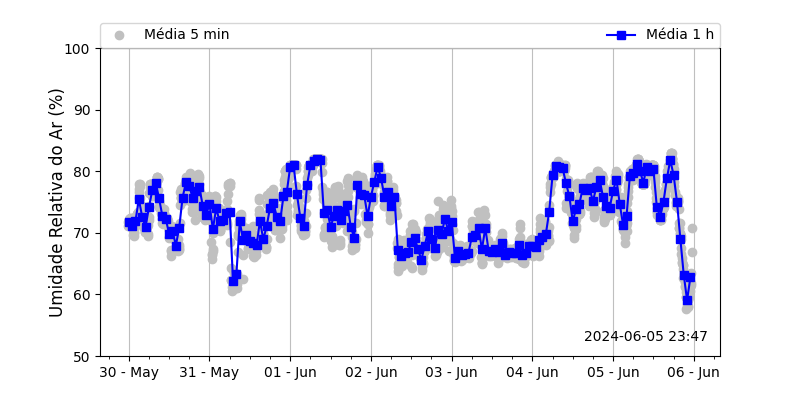 Média 5 min
Média 1 h
Umidade Relativa do Ar (%)
100
90
80
70
60
50
2024-06-05 23:47
30 - May
31 - May
01 - Jun
02 - Jun
03 - Jun
04 - Jun
05 - Jun
06 - Jun